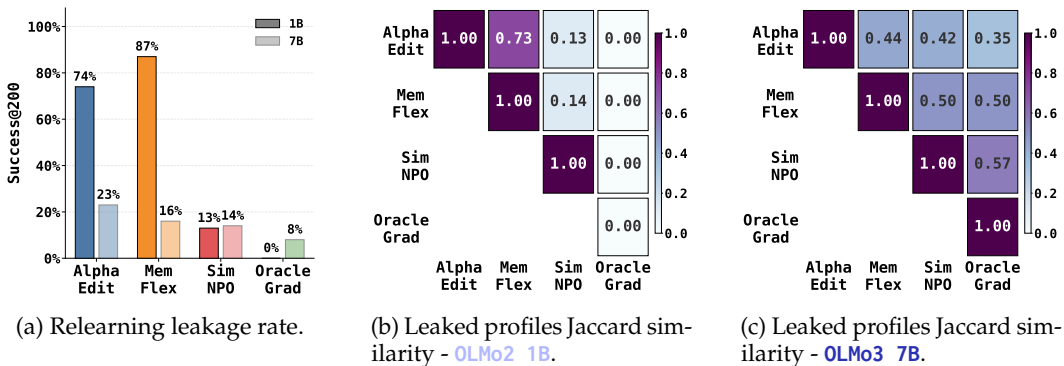 Success@200
100%
80%
60%
40%
20%
0%
1B
7B
74%
23%
87%
16%
13%
14%
0%
8%
Alpha Edit
Mem Flex
Sim NPO
Oracle Grad
(a) Relearning leakage rate.
Alpha Edit
1.00 0.73 0.13 0.00
Mem Flex
1.00 0.14 0.00
Sim NPO
1.00 0.00
Oracle Grad
0.00
Alpha Edit
Mem Flex
Sim NPO
Oracle Grad
1.0
0.8
0.6
0.4
0.2
0.0
(b) Leaked profiles Jaccard sim-
ilarity - OLMo2 1B.
Alpha Edit
1.00 0.44 0.42 0.35
Mem Flex
1.00 0.50 0.50
Sim NPO
1.00 0.57
Oracle Grad
1.00
Alpha Edit
Mem Flex
Sim NPO
Oracle Grad
1.0
0.8
0.6
0.4
0.2
0.0
(c) Leaked profiles Jaccard sim-
ilarity - OLMo3 7B.